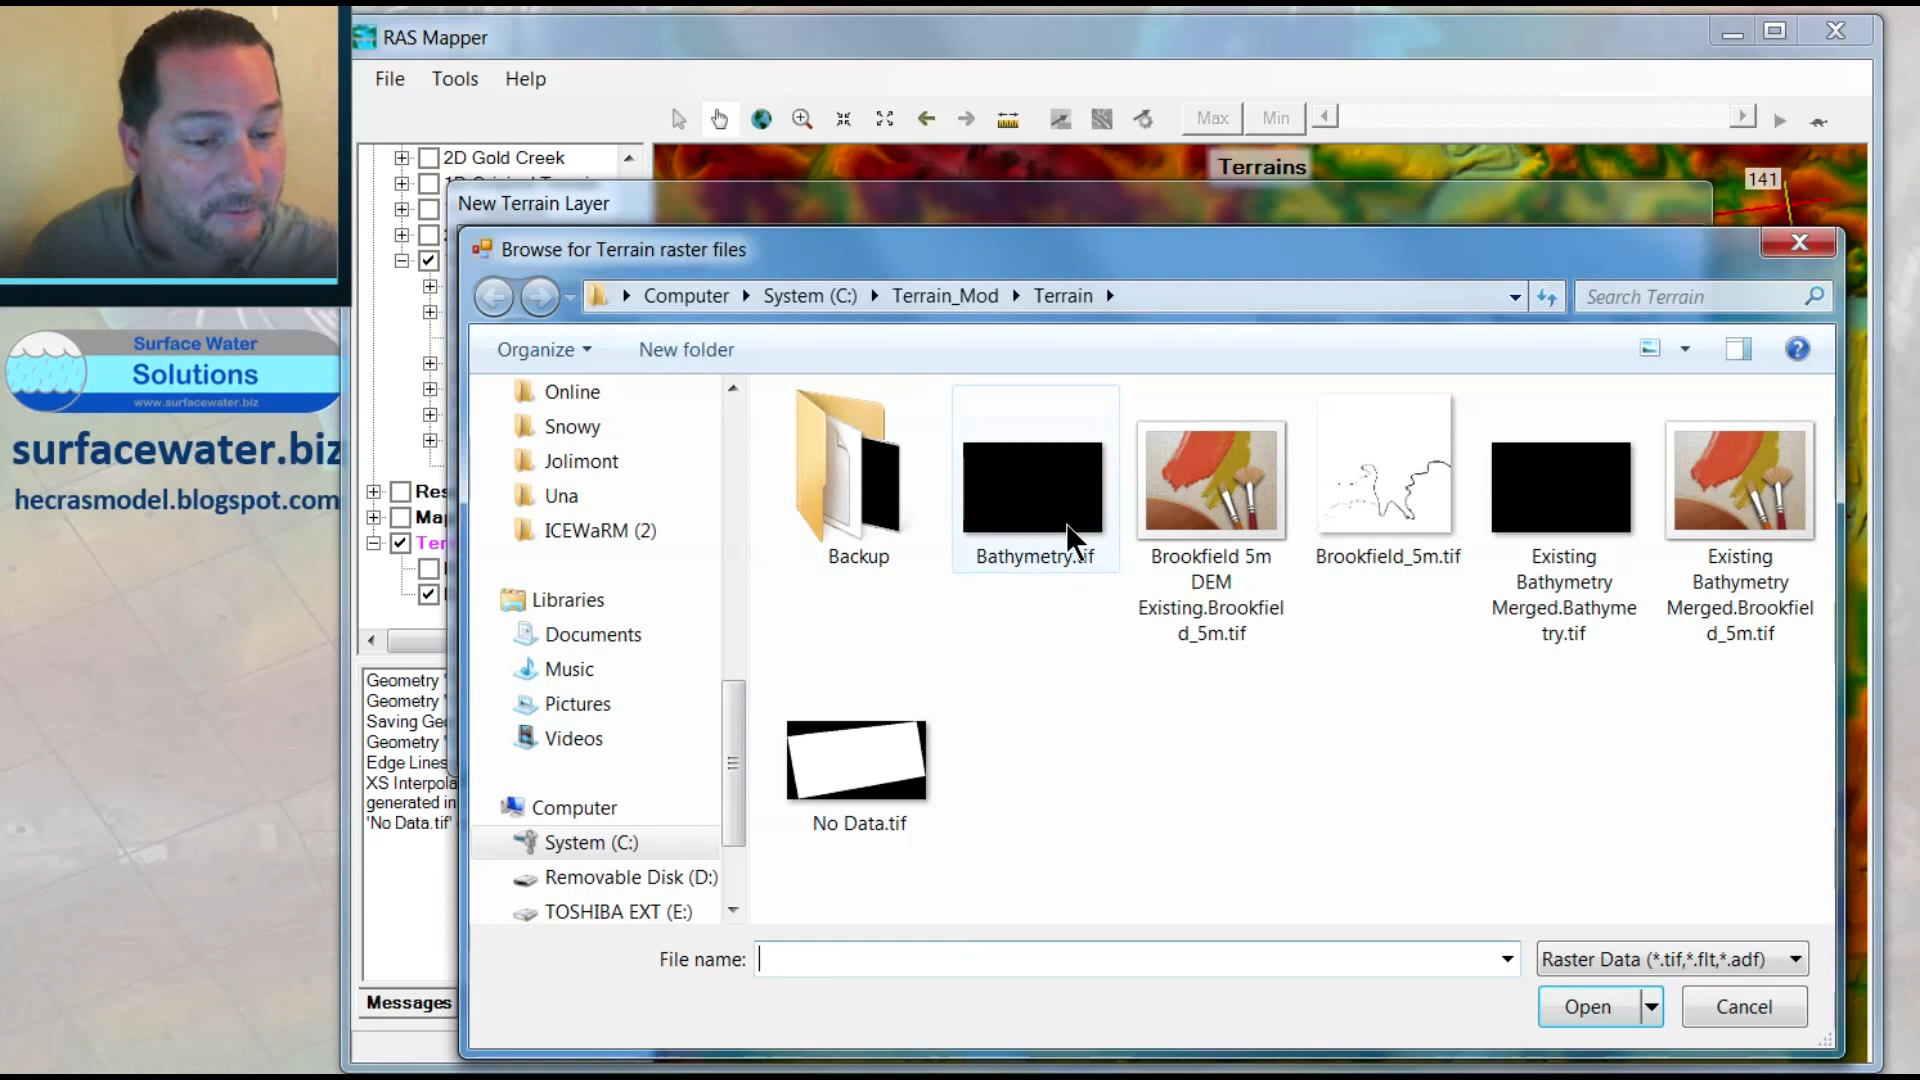 RAS Mapper
File Tools Help
Max Min
2D Gold Creek
Terrains
141
New Terrain Layer
Browse for Terrain raster files
Computer System (C:) Terrain_Mod Terrain
Search Terrain
Organize New folder
Surface Water
Solutions
www.surfacewater.biz
surfacewater.biz
hecrasmodel.blogspot.com
Online
Snowy
Jolimont
Una
ICEWaRM (2)
Libraries
Documents
Music
Pictures
Videos
Computer
System (C:)
Removable Disk (D:)
TOSHIBA EXT (E:)
Backup
Bathymetry.tif
Brookfield 5m
DEM
Existing.Brookfiel
d_5m.tif
Brookfield_5m.tif
Existing
Bathymetry
Merged.Bathyme
try.tif
Existing
Bathymetry
Merged.Brookfiel
d_5m.tif
No Data.tif
Res
Ma
Ter
Geometry '
Geometry '
Saving Geo
Geometry '
Edge Lines
XS Interpola
generated in
'No Data.tif'
Messages
File name:
Raster Data (*.tif,*.flt,*.adf)
Open Cancel